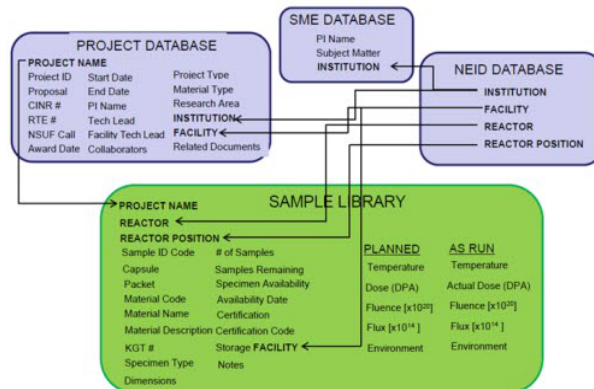 SME DATABASE
PI Name
Subject Matter
INSTITUTION
PROJECT DATABASE
PROJECT NAME
Project ID Start Date Project Type
Proposal End Date Material Type
CINR # PI Name Research Area
RTE # Tech Lead INSTITUTION
NSUF Call Facility Tech Lead FACILITY
Award Date Collaborators Related Documents
NEID DATABASE
INSTITUTION
FACILITY
REACTOR
REACTOR POSITION
SAMPLE LIBRARY
PROJECT NAME
REACTOR
REACTOR POSITION
Sample ID Code # of Samples
Capsule Samples Remaining
Packet Specimen Availability
Material Code Availability Date
Material Name Certification
Material Description Certification Code
KGT # Storage FACILITY
Specimen Type Notes
Dimensions
PLANNED AS RUN
Temperature Temperature
Dose (DPA) Actual Dose (DPA)
Fluence [x10²⁰] Fluence [x10²⁰]
Flux [x10¹⁴ ] Flux [x10¹⁴ ]
Environment Environment